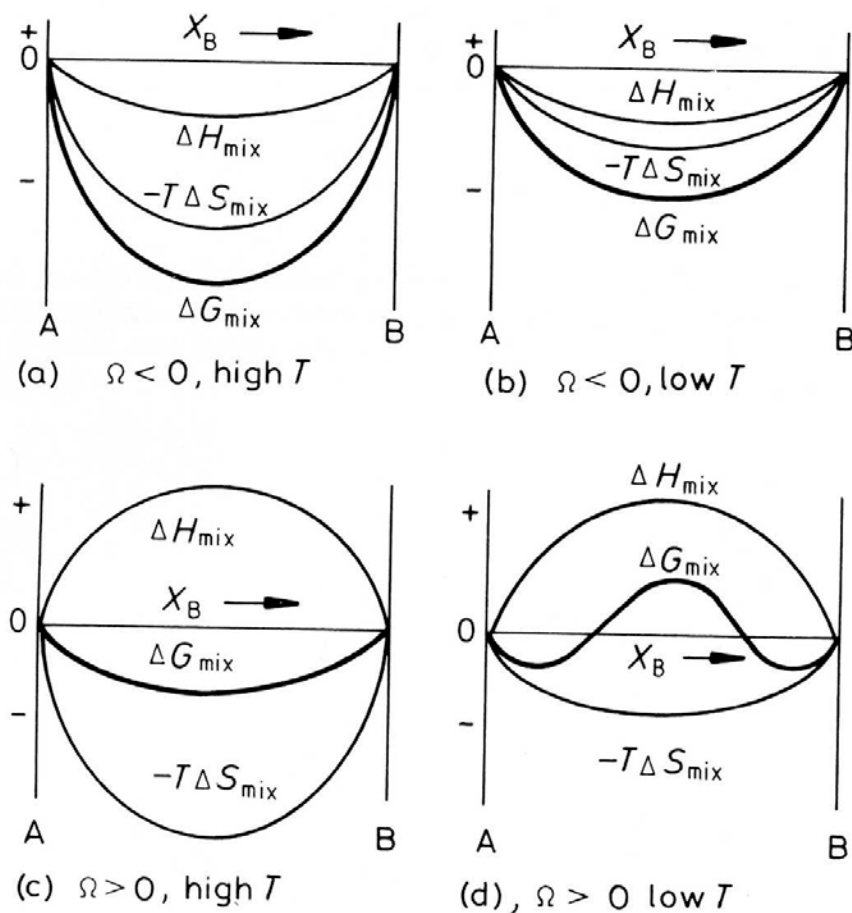 +
X_B →
0
ΔH_mix
−
−TΔS_mix
ΔG_mix
A
B
(a) Ω < 0, high T
+
X_B →
0
ΔH_mix
−
−TΔS_mix
ΔG_mix
A
B
(b) Ω < 0, low T
+
ΔH_mix
X_B →
0
ΔG_mix
−
−TΔS_mix
A
B
(c) Ω > 0, high T
ΔH_mix
+
ΔG_mix
0
X_B →
−
−TΔS_mix
A
B
(d), Ω > 0 low T